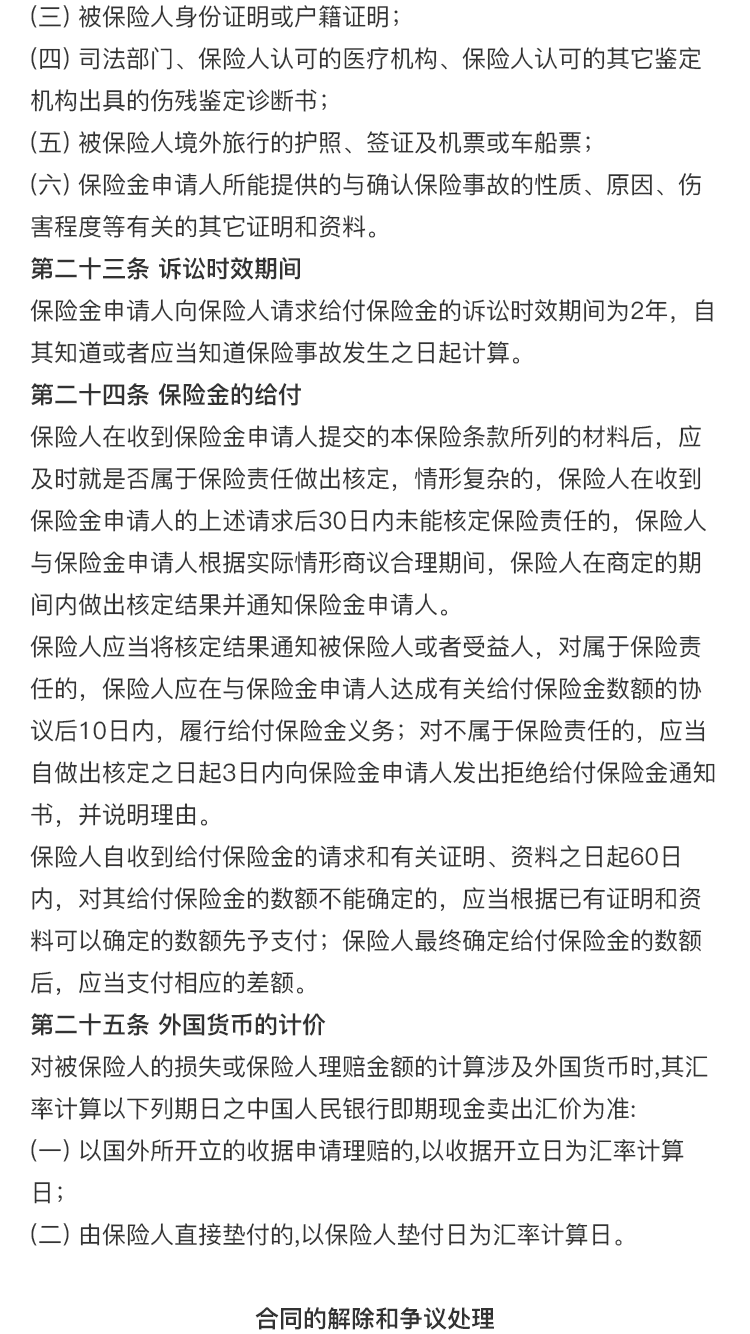 (三) 被保险人身份证明或户籍证明；
(四) 司法部门、保险人认可的医疗机构、保险人认可的其它鉴定
机构出具的伤残鉴定诊断书；
(五) 被保险人境外旅行的护照、签证及机票或车船票；
(六) 保险金申请人所能提供的与确认保险事故的性质、原因、伤
害程度等有关的其它证明和资料。
第二十三条 诉讼时效期间
保险金申请人向保险人请求给付保险金的诉讼时效期间为2年，自
其知道或者应当知道保险事故发生之日起计算。
第二十四条 保险金的给付
保险人在收到保险金申请人提交的本保险条款所列的材料后，应
及时就是否属于保险责任做出核定，情形复杂的，保险人在收到
保险金申请人的上述请求后30日内未能核定保险责任的，保险人
与保险金申请人根据实际情形商议合理期间，保险人在商定的期
间内做出核定结果并通知保险金申请人。
保险人应当将核定结果通知被保险人或者受益人，对属于保险责
任的，保险人应在与保险金申请人达成有关给付保险金数额的协
议后10日内，履行给付保险金义务；对不属于保险责任的，应当
自做出核定之日起3日内向保险金申请人发出拒绝给付保险金通知
书，并说明理由。
保险人自收到给付保险金的请求和有关证明、资料之日起60日
内，对其给付保险金的数额不能确定的，应当根据已有证明和资
料可以确定的数额先予支付；保险人最终确定给付保险金的数额
后，应当支付相应的差额。
第二十五条 外国货币的计价
对被保险人的损失或保险人理赔金额的计算涉及外国货币时,其汇
率计算以下列期日之中国人民银行即期现金卖出汇价为准:
(一) 以国外所开立的收据申请理赔的,以收据开立日为汇率计算
日；
(二) 由保险人直接垫付的,以保险人垫付日为汇率计算日。
合同的解除和争议处理